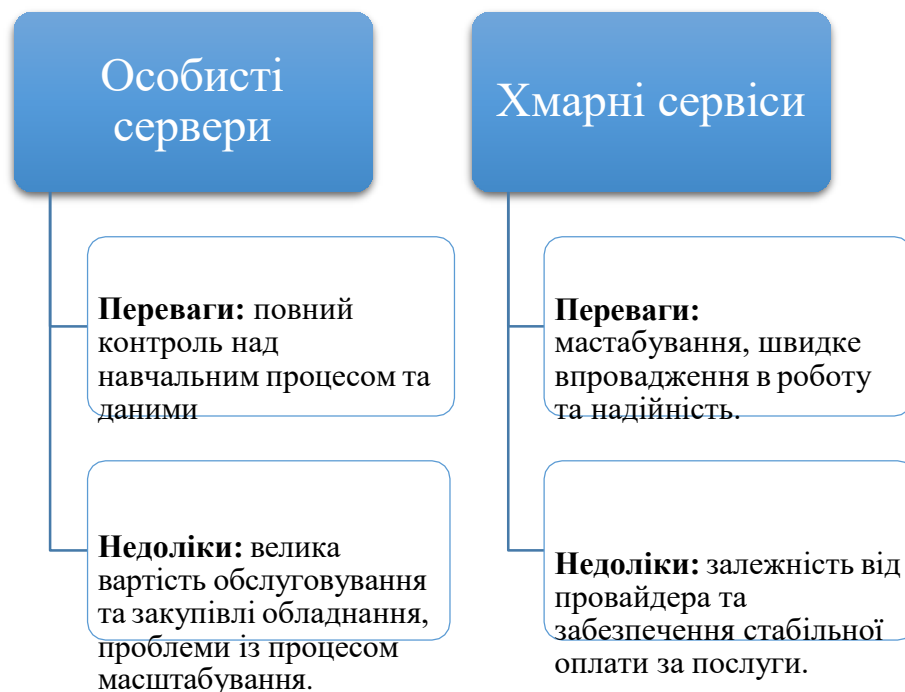 Особисті
сервери
Переваги: повний
контроль над
навчальним процесом та
даними
Недоліки: велика
вартість обслуговування
та закупівлі обладнання,
проблеми із процесом
масштабування.
Хмарні сервіси
Переваги:
мастабування, швидке
впровадження в роботу
та надійність.
Недоліки: залежність від
провайдера та
забезпечення стабільної
оплати за послуги.